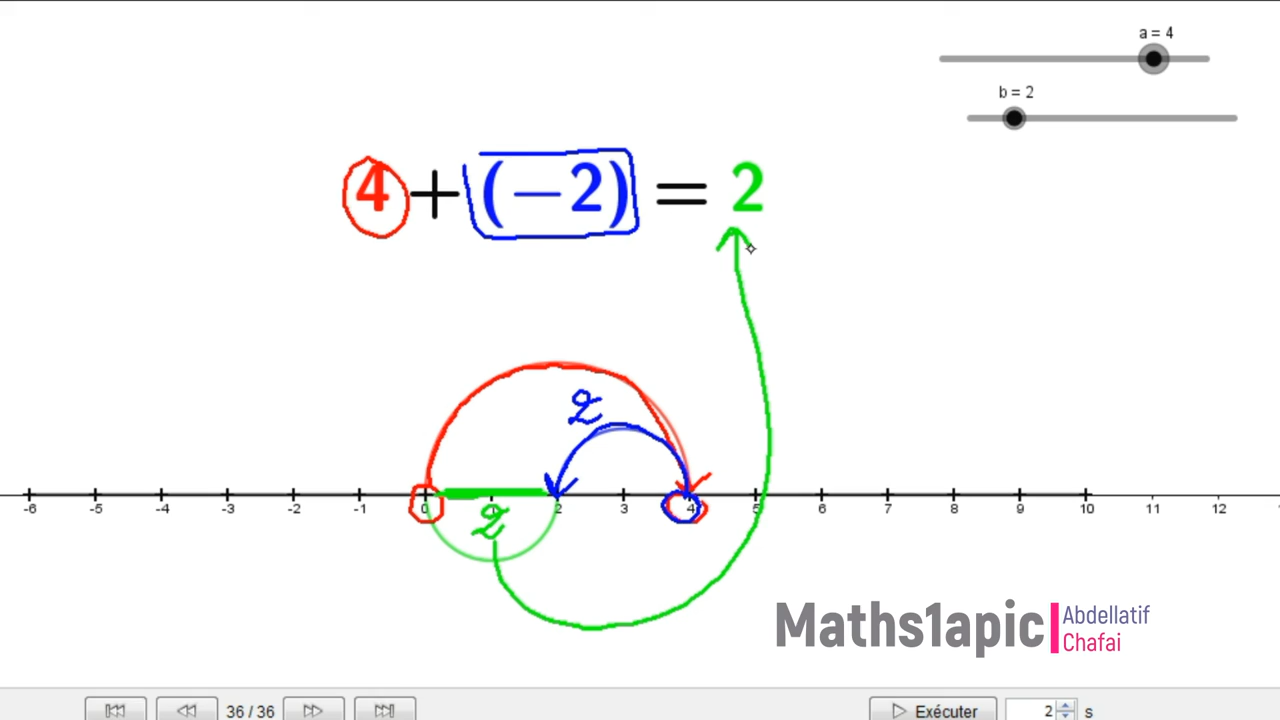 a = 4
b = 2
4 + (−2) = 2
2
-6 -5 -4 -3 -2 -1 0 1 2 3 4 5 6 7 8 9 10 11 12
2
Maths1apic
Abdellatif
Chafai
36 / 36
Exécuter
2 s